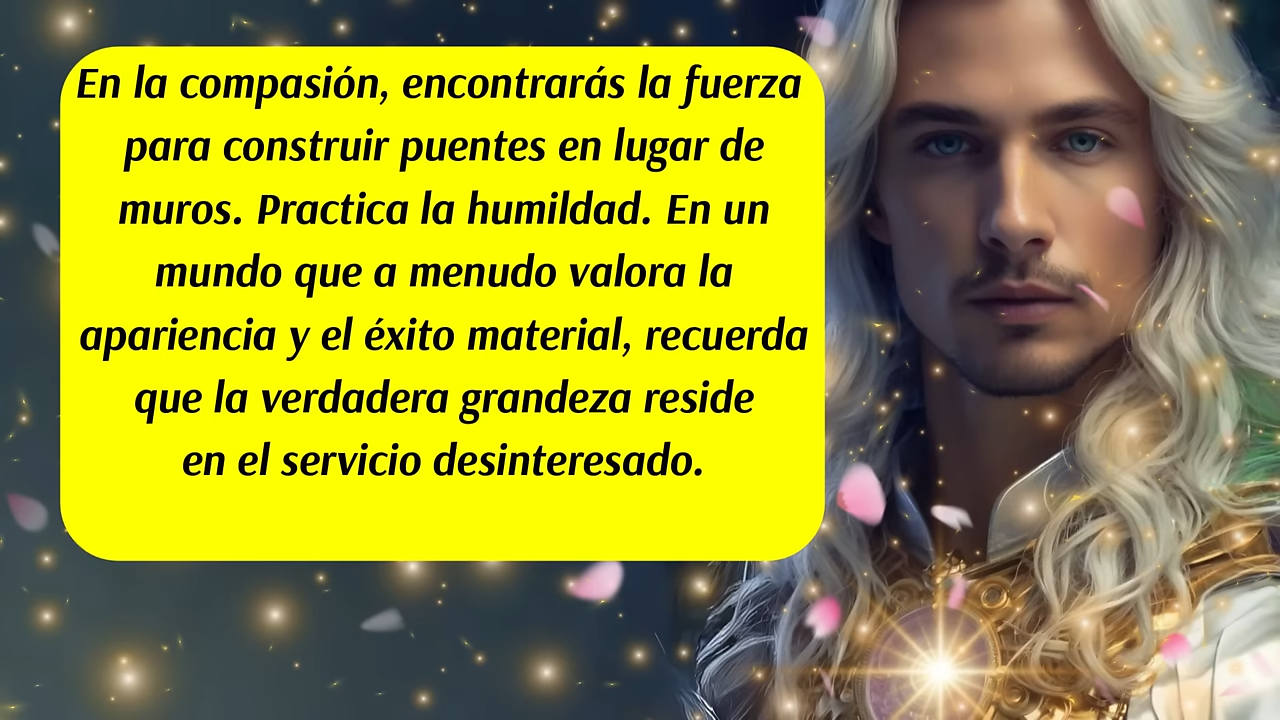 En la compasión, encontrarás la fuerza
para construir puentes en lugar de
muros. Practica la humildad. En un
mundo que a menudo valora la
apariencia y el éxito material, recuerda
que la verdadera grandeza reside
en el servicio desinteresado.